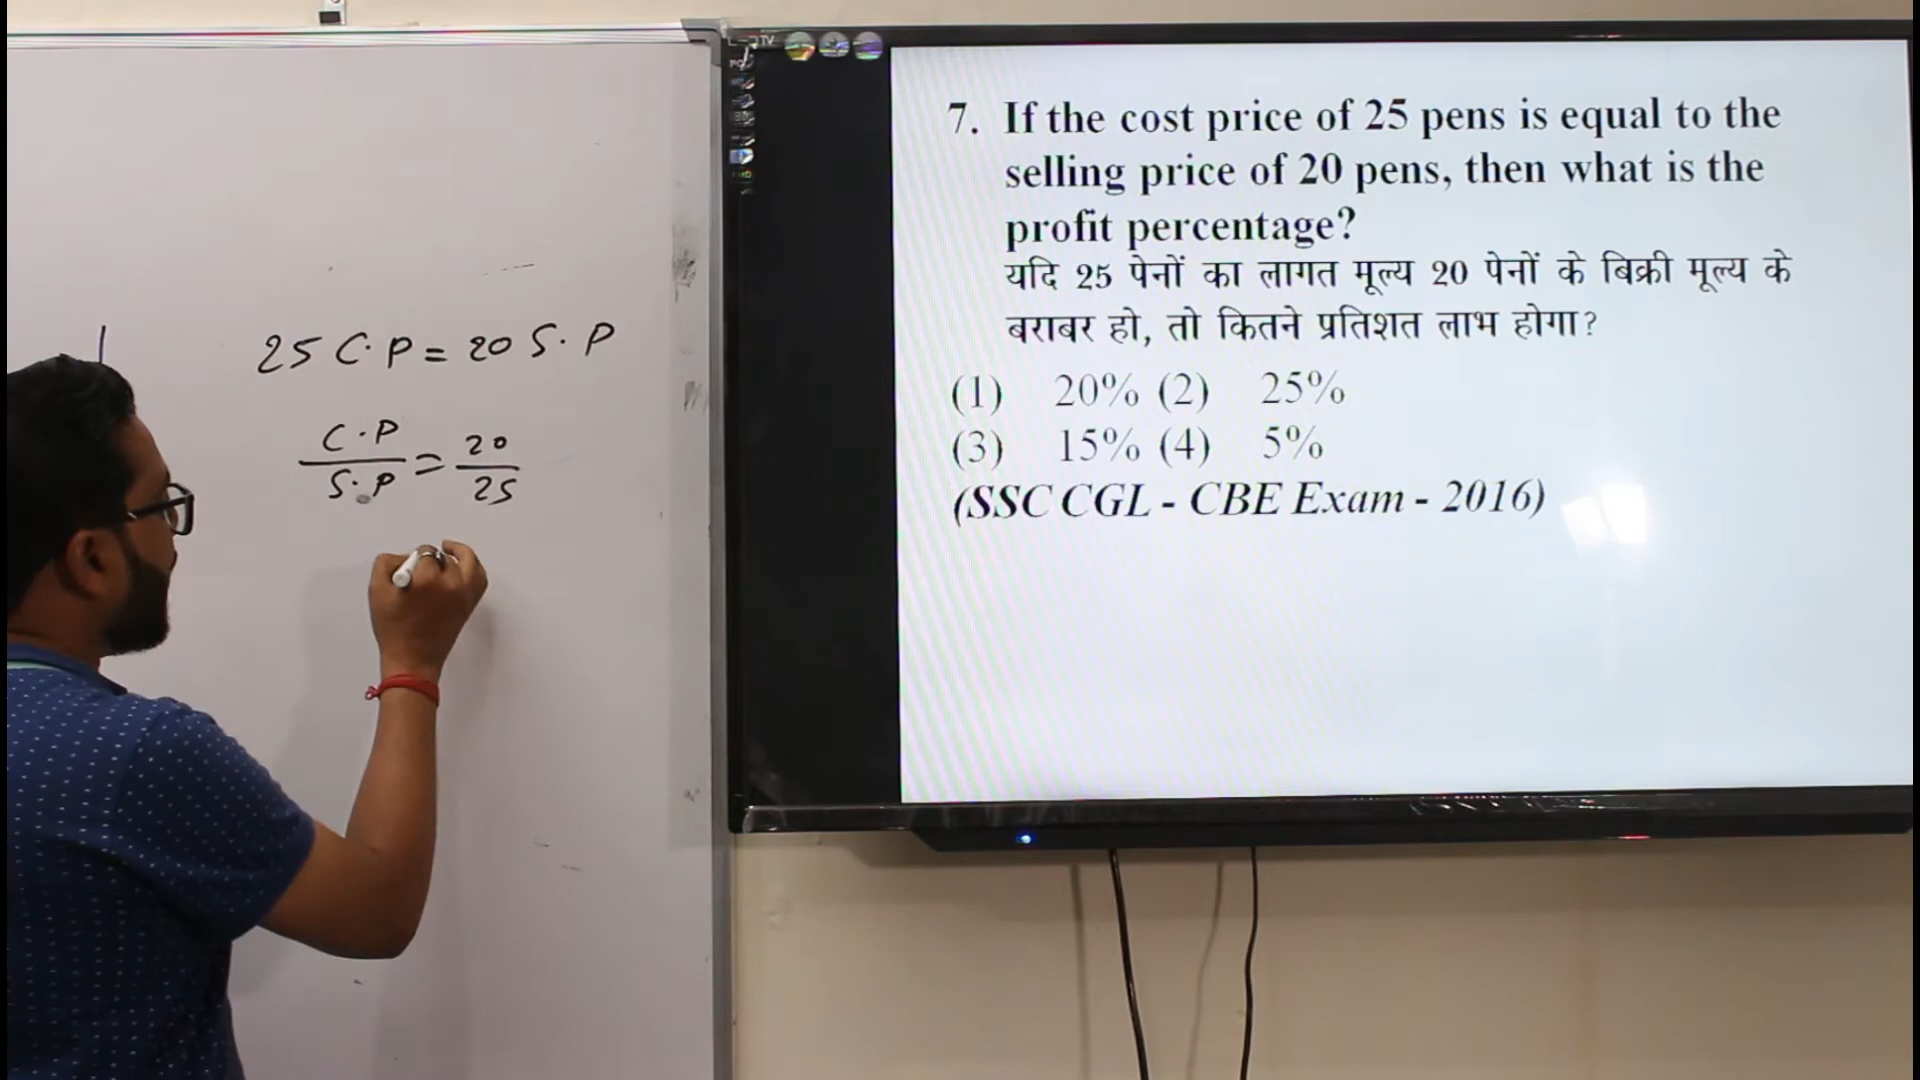 25 C.P = 20 S.P
C.P
S.P
=
20
25
TV
7. If the cost price of 25 pens is equal to the
selling price of 20 pens, then what is the
profit percentage?
यदि 25 पेनों का लागत मूल्य 20 पेनों के बिक्री मूल्य के
बराबर हो, तो कितने प्रतिशत लाभ होगा?
(1) 20% (2) 25%
(3) 15% (4) 5%
(SSC CGL - CBE Exam - 2016)